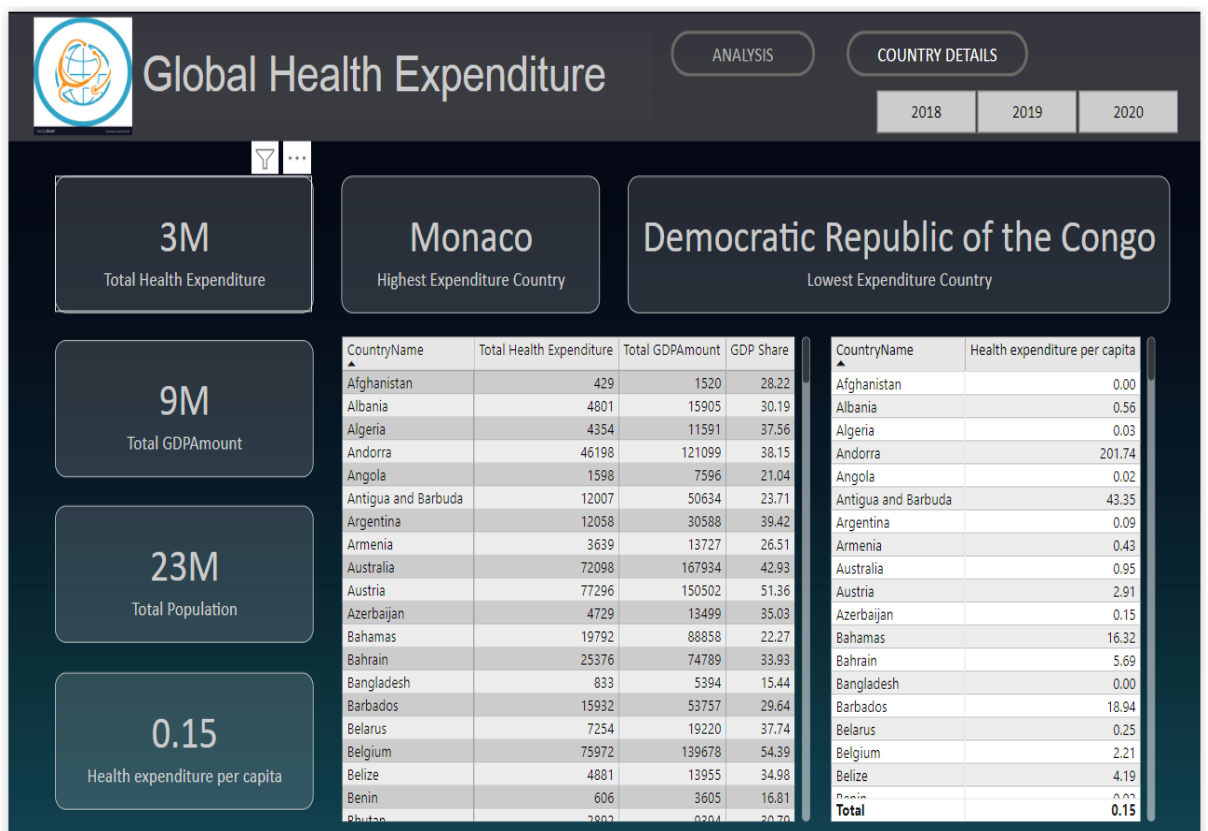 Global Health Expenditure
ANALYSIS
COUNTRY DETAILS
2018 2019 2020
3M
Total Health Expenditure
Monaco
Highest Expenditure Country
Democratic Republic of the Congo
Lowest Expenditure Country
9M
Total GDPAmount
23M
Total Population
0.15
Health expenditure per capita
CountryName Total Health Expenditure Total GDPAmount GDP Share
Afghanistan 429 1520 28.22
Albania 4801 15905 30.19
Algeria 4354 11591 37.56
Andorra 46198 121099 38.15
Angola 1598 7596 21.04
Antigua and Barbuda 12007 50634 23.71
Argentina 12058 30588 39.42
Armenia 3639 13727 26.51
Australia 72098 167934 42.93
Austria 77296 150502 51.36
Azerbaijan 4729 13499 35.03
Bahamas 19792 88858 22.27
Bahrain 25376 74789 33.93
Bangladesh 833 5394 15.44
Barbados 15932 53757 29.64
Belarus 7254 19220 37.74
Belgium 75972 139678 54.39
Belize 4881 13955 34.98
Benin 606 3605 16.81
Bhutan 2892 9394 30.79
CountryName Health expenditure per capita
Afghanistan 0.00
Albania 0.56
Algeria 0.03
Andorra 201.74
Angola 0.02
Antigua and Barbuda 43.35
Argentina 0.09
Armenia 0.43
Australia 0.95
Austria 2.91
Azerbaijan 0.15
Bahamas 16.32
Bahrain 5.69
Bangladesh 0.00
Barbados 18.94
Belarus 0.25
Belgium 2.21
Belize 4.19
Benin 0.02
Total 0.15